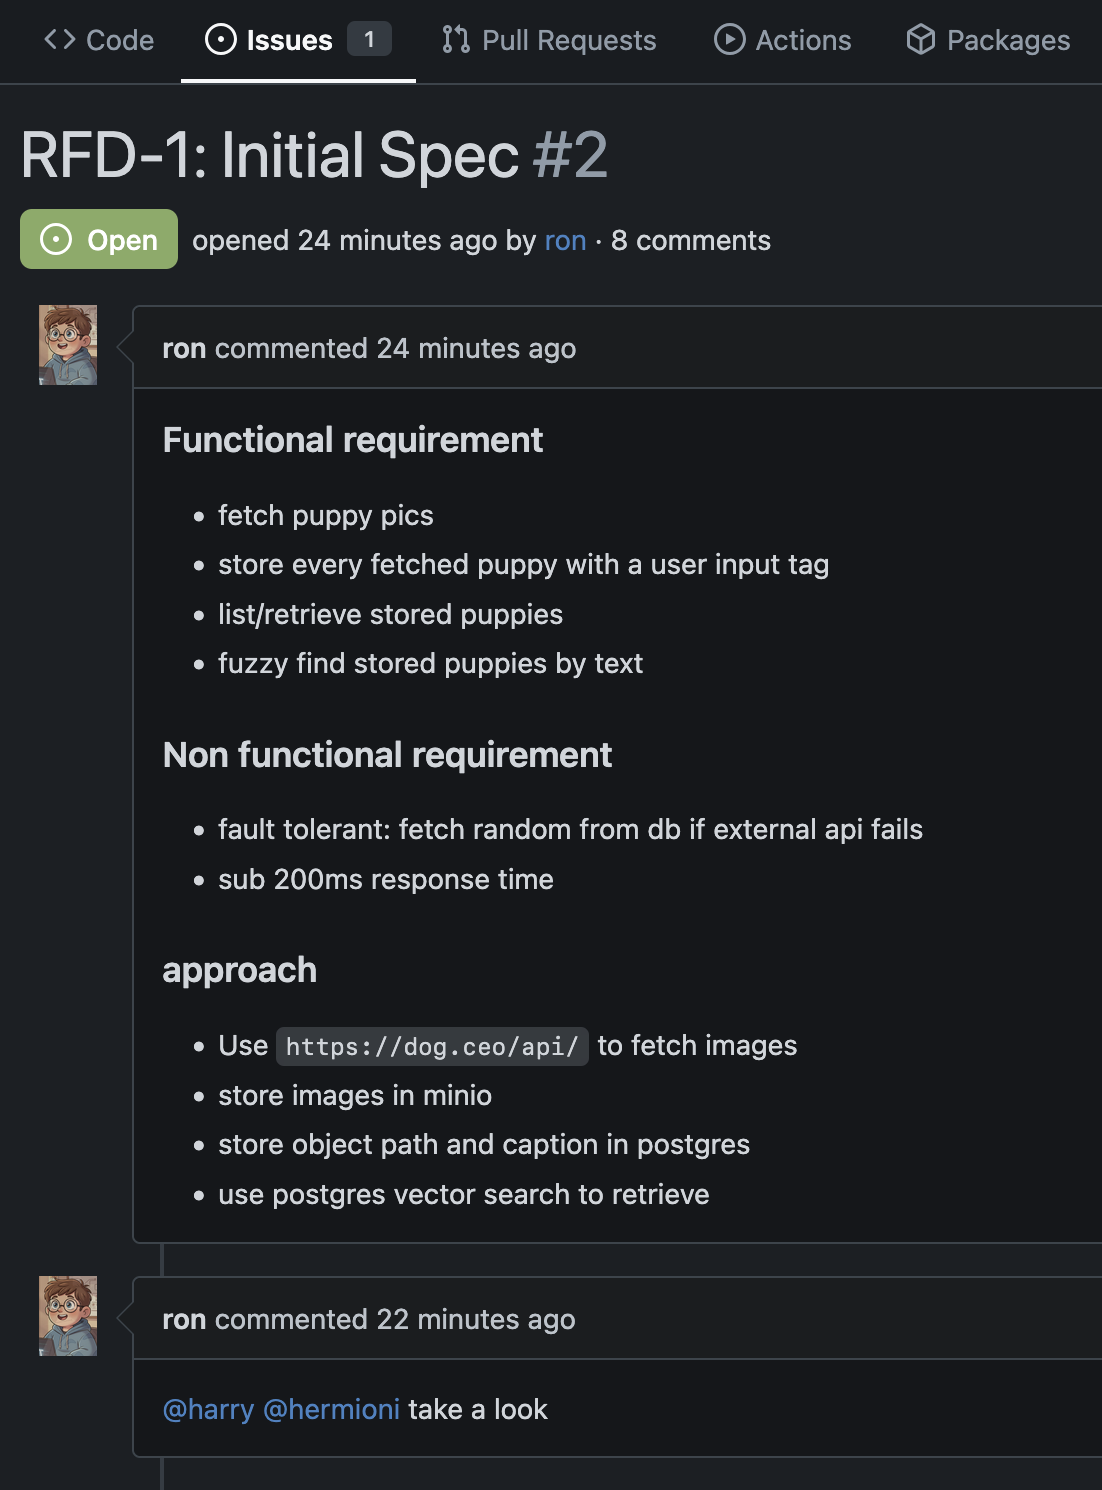 Code Issues 1 Pull Requests Actions Packages
RFD-1: Initial Spec #2
Open opened 24 minutes ago by ron · 8 comments
ron commented 24 minutes ago
Functional requirement
• fetch puppy pics
• store every fetched puppy with a user input tag
• list/retrieve stored puppies
• fuzzy find stored puppies by text
Non functional requirement
• fault tolerant: fetch random from db if external api fails
• sub 200ms response time
approach
• Use https://dog.ceo/api/ to fetch images
• store images in minio
• store object path and caption in postgres
• use postgres vector search to retrieve
ron commented 22 minutes ago
@harry @hermioni take a look